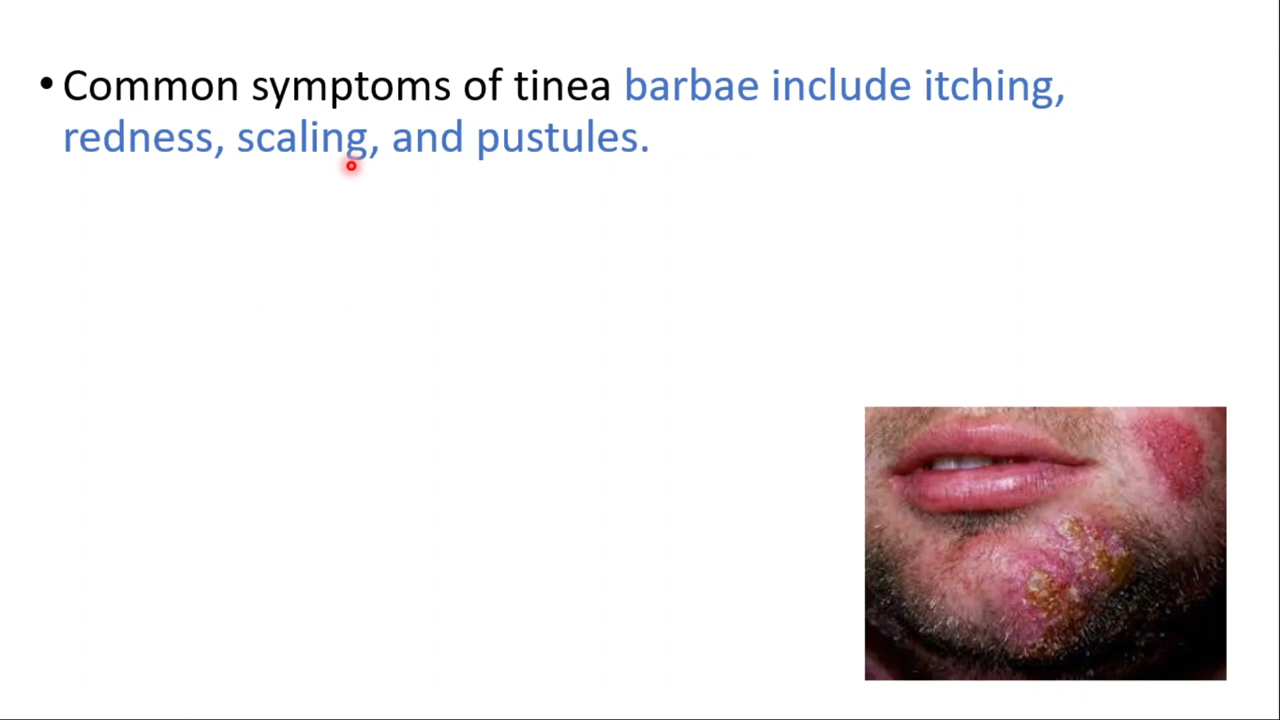 • Common symptoms of tinea barbae include itching,
redness, scaling, and pustules.